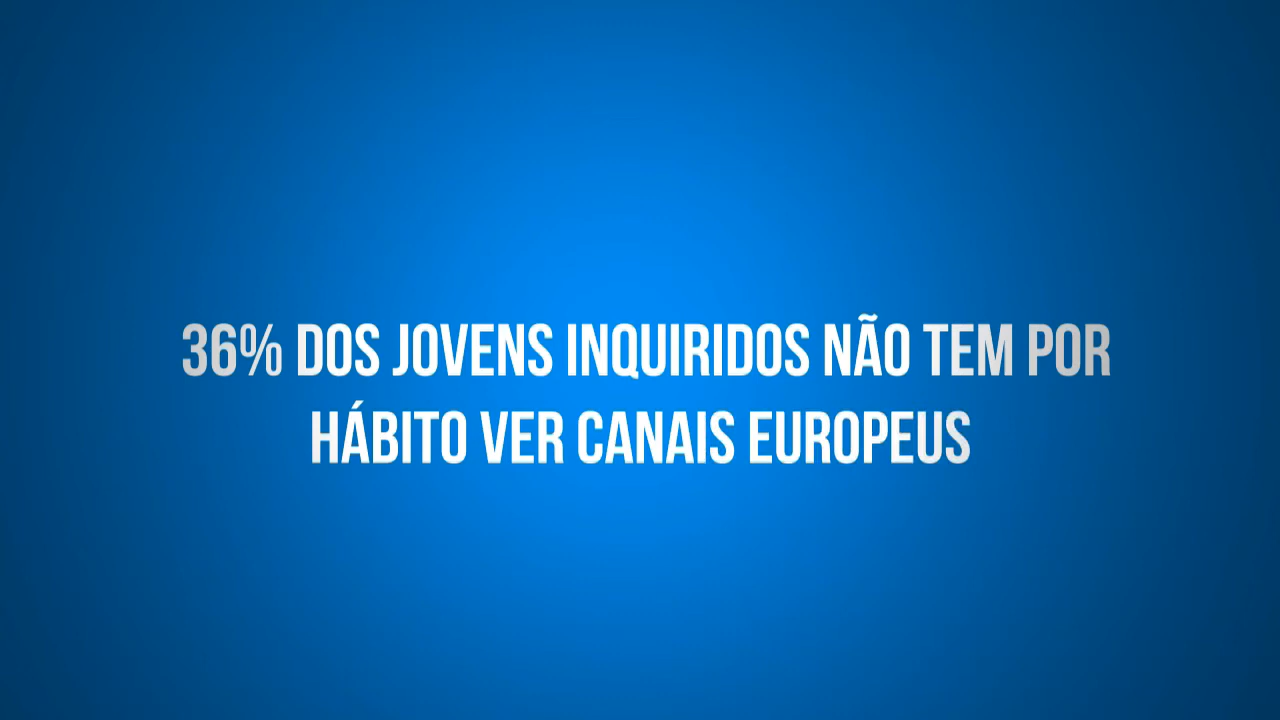 36% DOS JOVENS INQUIRIDOS NÃO TEM POR
HÁBITO VER CANAIS EUROPEUS